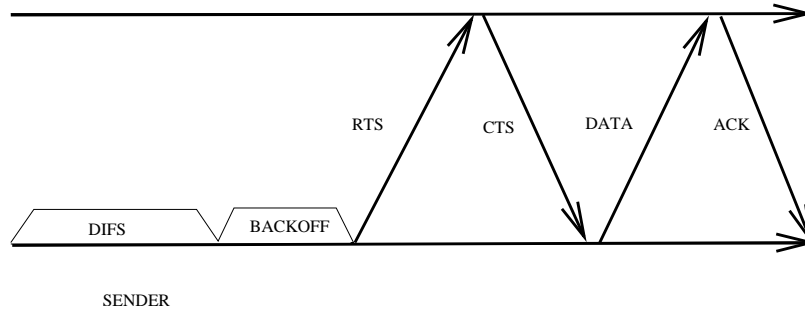 RTS
CTS
DATA
ACK
DIFS
BACKOFF
SENDER